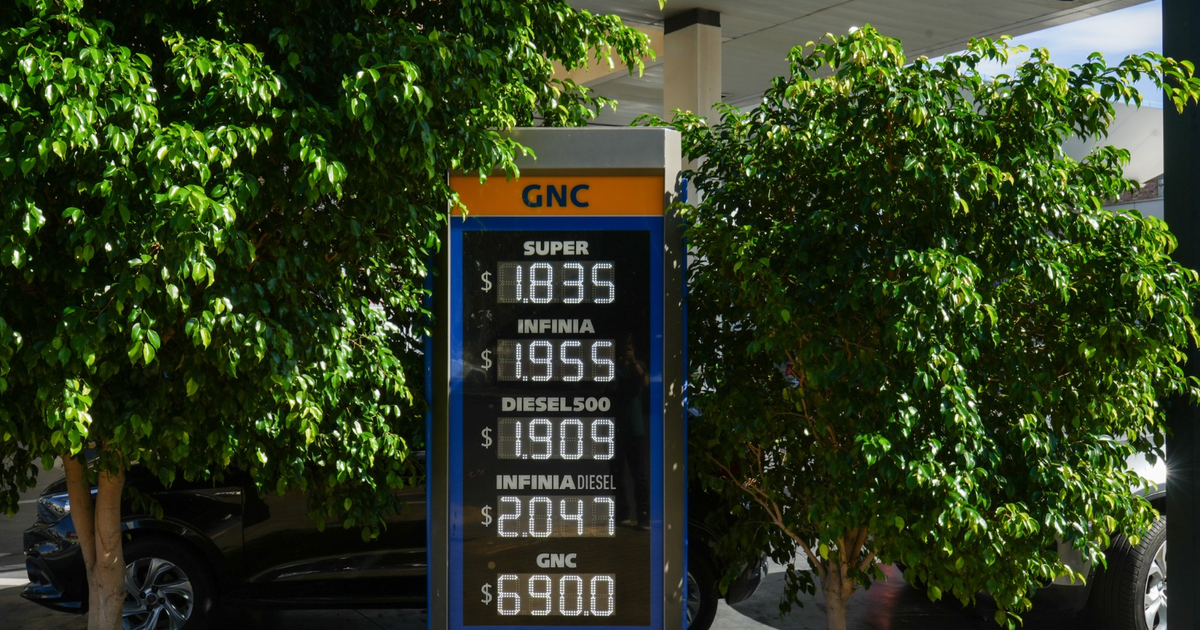 GNC
SUPER
$ 1.835
INFINIA
$ 1.955
DIESEL500
$ 1.909
INFINIA DIESEL
$ 2.047
GNC
$ 690.0